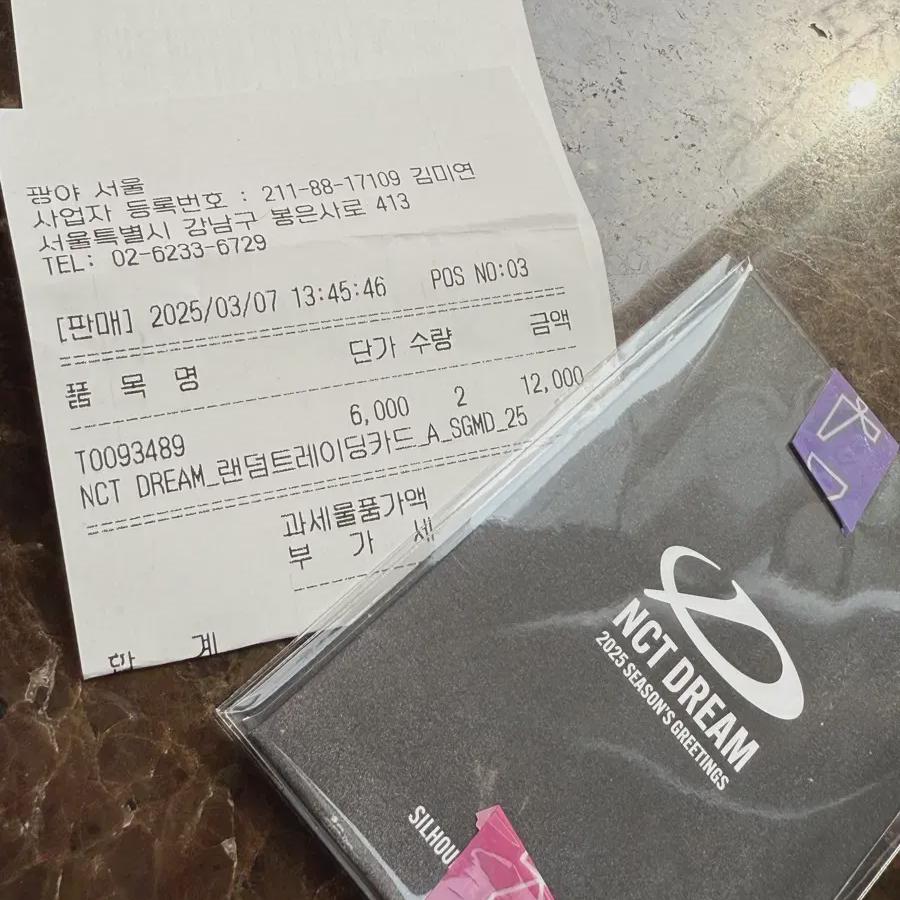 광야 서울
사업자 등록번호 : 211-88-17109 김미연
서울특별시 강남구 봉은사로 413
TEL: 02-6233-6729
[판매] 2025/03/07 13:45:46 POS NO:03
품 목 명 단가 수량 금액
T0093489 6,000 2 12,000
NCT DREAM_랜덤트레이딩카드_A_SGMD_25
과세물품가액
부 가 세
계
NCT DREAM
2025 SEASON'S GREETINGS